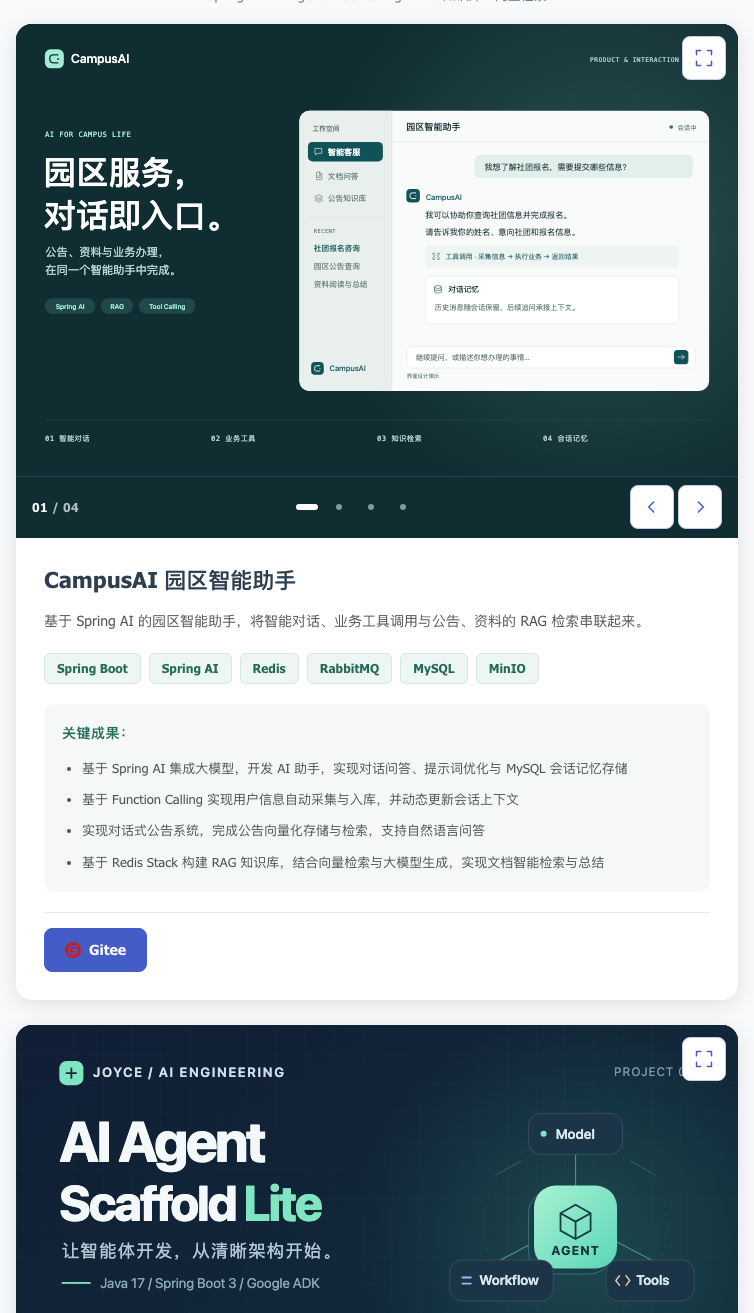 CampusAI
PRODUCT & INTERACTION
AI FOR CAMPUS LIFE
园区服务，
对话即入口。
公告、资料与业务办理，
在同一个智能助手中完成。
Spring AI
RAG
Tool Calling
工作空间
智能客服
文档问答
公告知识库
RECENT
社团报名咨询
园区公告查询
资料阅读与总结
CampusAI
园区智能助手
会话中
我想了解社团报名，需要提交哪些信息？
CampusAI
我可以协助你查询社团信息并完成报名。
请告诉我你的姓名、意向社团和报名信息。
工具调用 · 采集信息 → 执行业务 → 返回结果
对话记忆
历史消息随会话保留，后续追问承接上下文。
继续提问，或描述你想办理的事情...
界面设计展示
01 智能对话
02 业务工具
03 知识检索
04 会话记忆
01 / 04
CampusAI 园区智能助手
基于 Spring AI 的园区智能助手，将智能对话、业务工具调用与公告、资料的 RAG 检索串联起来。
Spring Boot
Spring AI
Redis
RabbitMQ
MySQL
MinIO
关键成果：
• 基于 Spring AI 集成大模型，开发 AI 助手，实现对话问答、提示词优化与 MySQL 会话记忆存储
• 基于 Function Calling 实现用户信息自动采集与入库，并动态更新会话上下文
• 实现对话式公告系统，完成公告向量化存储与检索，支持自然语言问答
• 基于 Redis Stack 构建 RAG 知识库，结合向量检索与大模型生成，实现文档智能检索与总结
Gitee
JOYCE / AI ENGINEERING
PROJECT
AI Agent
Scaffold Lite
让智能体开发，从清晰架构开始。
Java 17 / Spring Boot 3 / Google ADK
Model
AGENT
Workflow
Tools